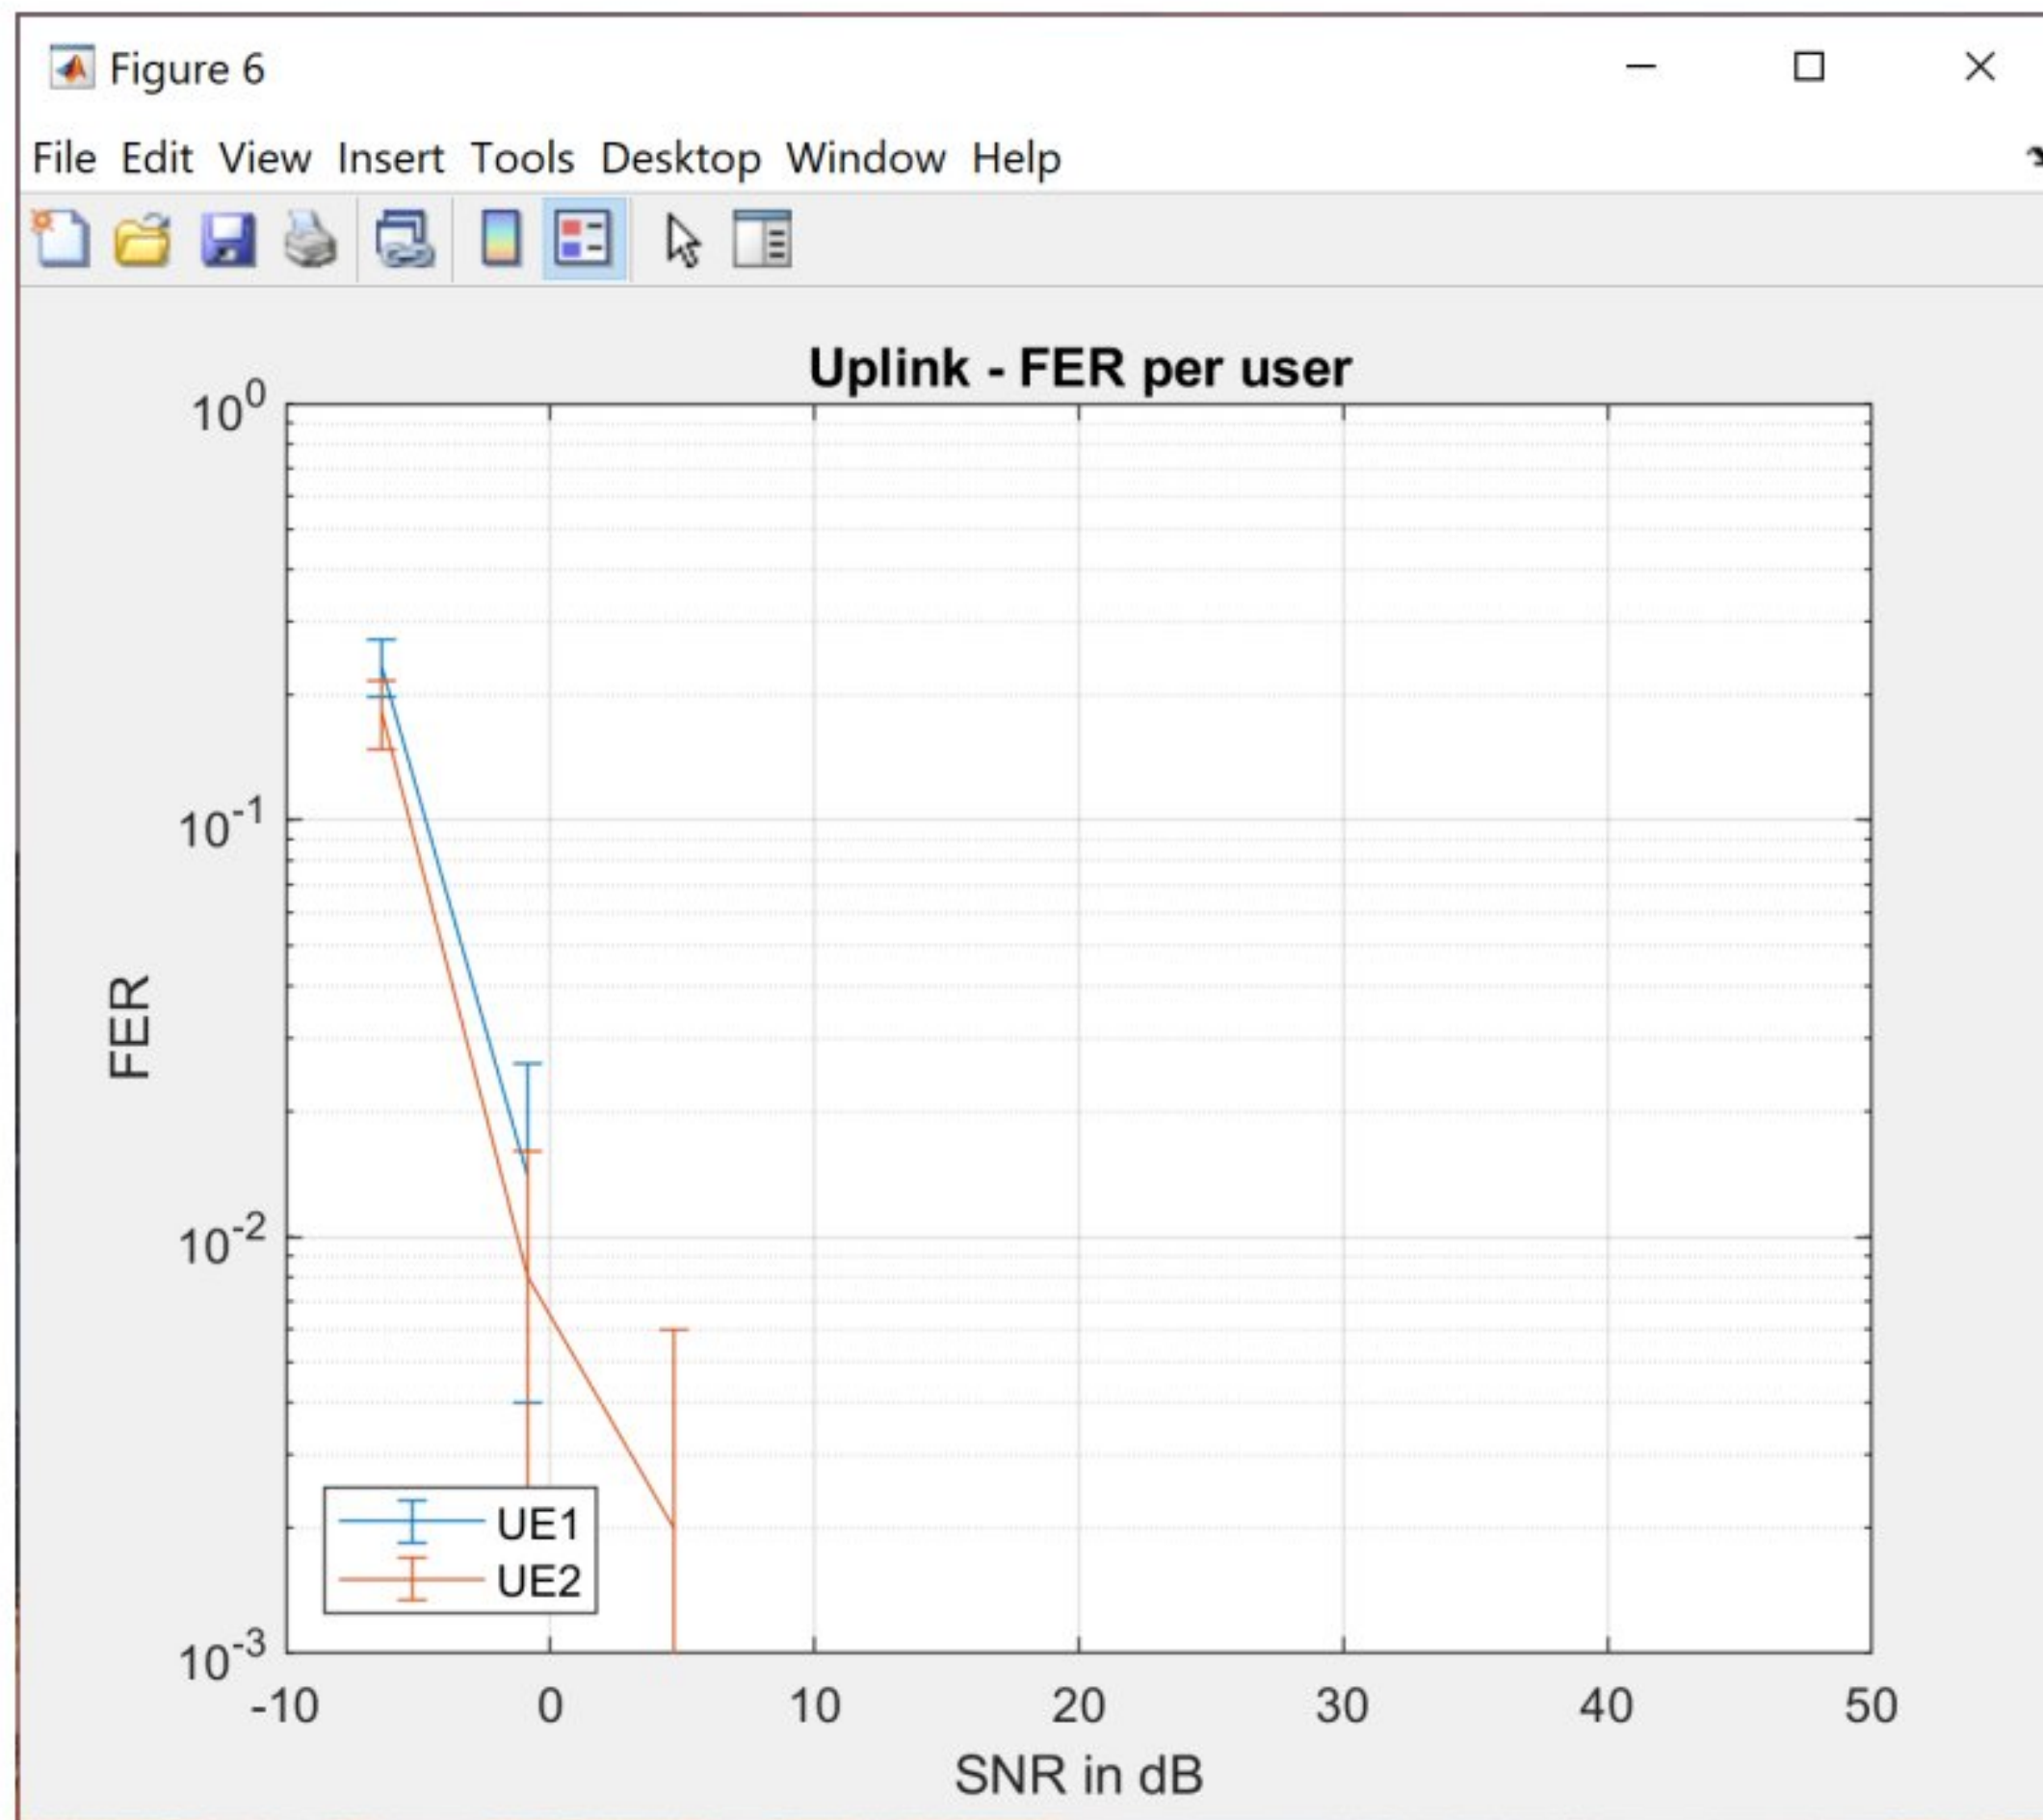 Figure 6
File Edit View Insert Tools Desktop Window Help
Uplink - FER per user
10^0
10^-1
10^-2
10^-3
FER
UE1
UE2
-10 0 10 20 30 40 50
SNR in dB